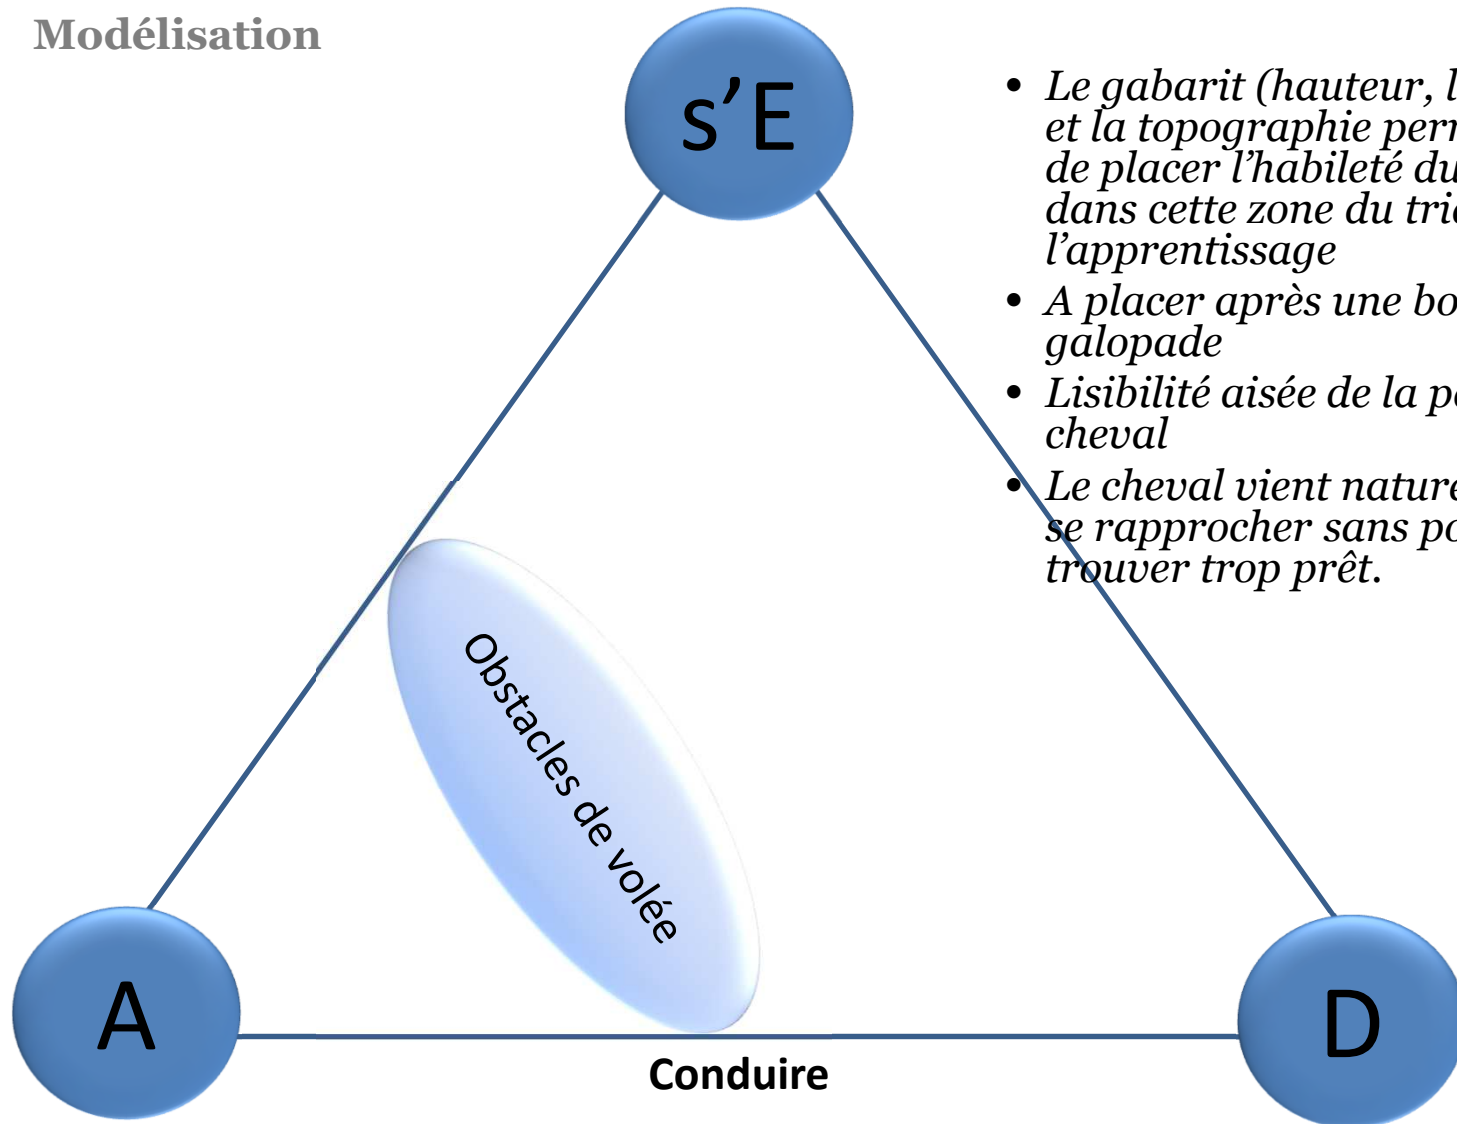 Modélisation
s’E
• Le gabarit (hauteur,
et la topographie
de placer l’habileté du
dans cette zone du
l’apprentissage
• A placer après une
galopade
• Lisibilité aisée de la
cheval
• Le cheval vient
se rapprocher sans
trouver trop prêt.
Obstacles de volée
A
D
Conduire